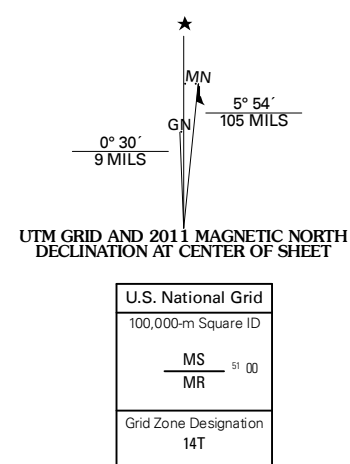 ★
MN
5° 54´
105 MILS
GN
0° 30´
9 MILS
UTM GRID AND 2011 MAGNETIC NORTH
DECLINATION AT CENTER OF SHEET
U.S. National Grid
100,000-m Square ID
MS
51 00
MR
Grid Zone Designation
14T